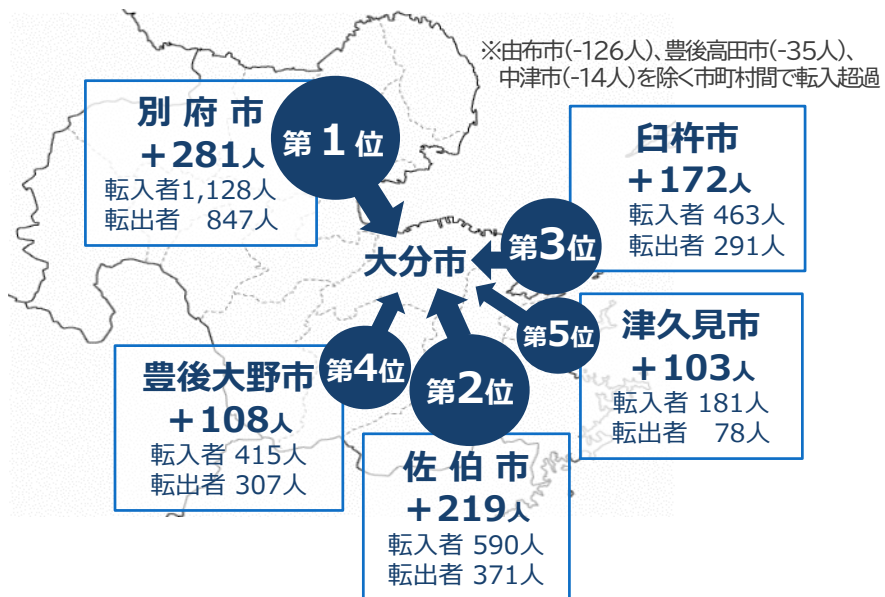 ※由布市(-126人)、豊後高田市(-35人)、
中津市(-14人)を除く市町村間で転入超過
別府市
+281人
転入者1,128人
転出者 847人
第1位
臼杵市
+172人
転入者 463人
転出者 291人
第3位
大分市
津久見市
+103人
転入者 181人
転出者 78人
第5位
豊後大野市
+108人
転入者 415人
転出者 307人
第4位
第2位
佐伯市
+219人
転入者 590人
転出者 371人